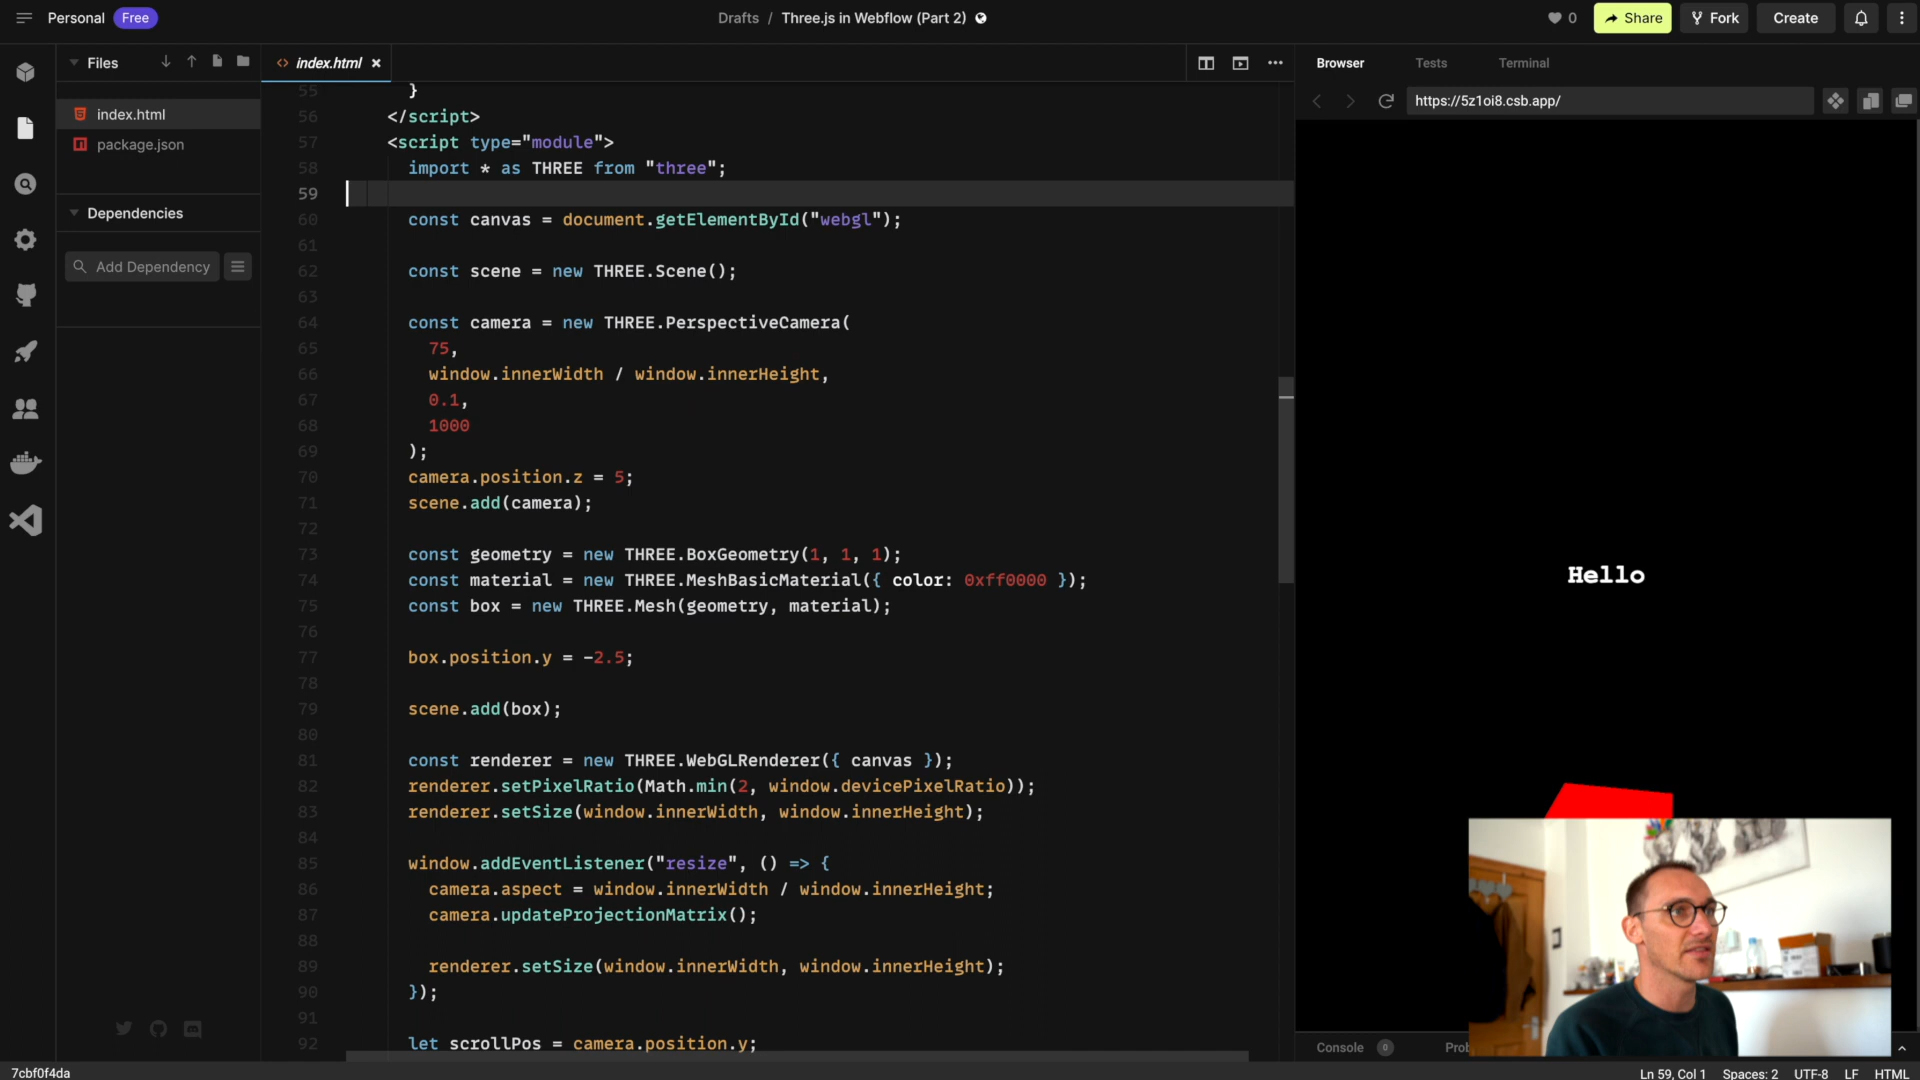 Personal Free
Drafts / Three.js in Webflow (Part 2)
0
Share
Fork
Create
Files
index.html
package.json
Dependencies
Add Dependency
index.html
55 }
56 </script>
57 <script type="module">
58 import * as THREE from "three";
59
60 const canvas = document.getElementById("webgl");
61
62 const scene = new THREE.Scene();
63
64 const camera = new THREE.PerspectiveCamera(
65 75,
66 window.innerWidth / window.innerHeight,
67 0.1,
68 1000
69 );
70 camera.position.z = 5;
71 scene.add(camera);
72
73 const geometry = new THREE.BoxGeometry(1, 1, 1);
74 const material = new THREE.MeshBasicMaterial({ color: 0xff0000 });
75 const box = new THREE.Mesh(geometry, material);
76
77 box.position.y = -2.5;
78
79 scene.add(box);
80
81 const renderer = new THREE.WebGLRenderer({ canvas });
82 renderer.setPixelRatio(Math.min(2, window.devicePixelRatio));
83 renderer.setSize(window.innerWidth, window.innerHeight);
84
85 window.addEventListener("resize", () => {
86 camera.aspect = window.innerWidth / window.innerHeight;
87 camera.updateProjectionMatrix();
88
89 renderer.setSize(window.innerWidth, window.innerHeight);
90 });
91
92 let scrollPos = camera.position.y;
Browser Tests Terminal
https://5z1oi8.csb.app/
Hello
Console 0 Prob
7cbf0f4da
Ln 59, Col 1 Spaces: 2 UTF-8 LF HTML